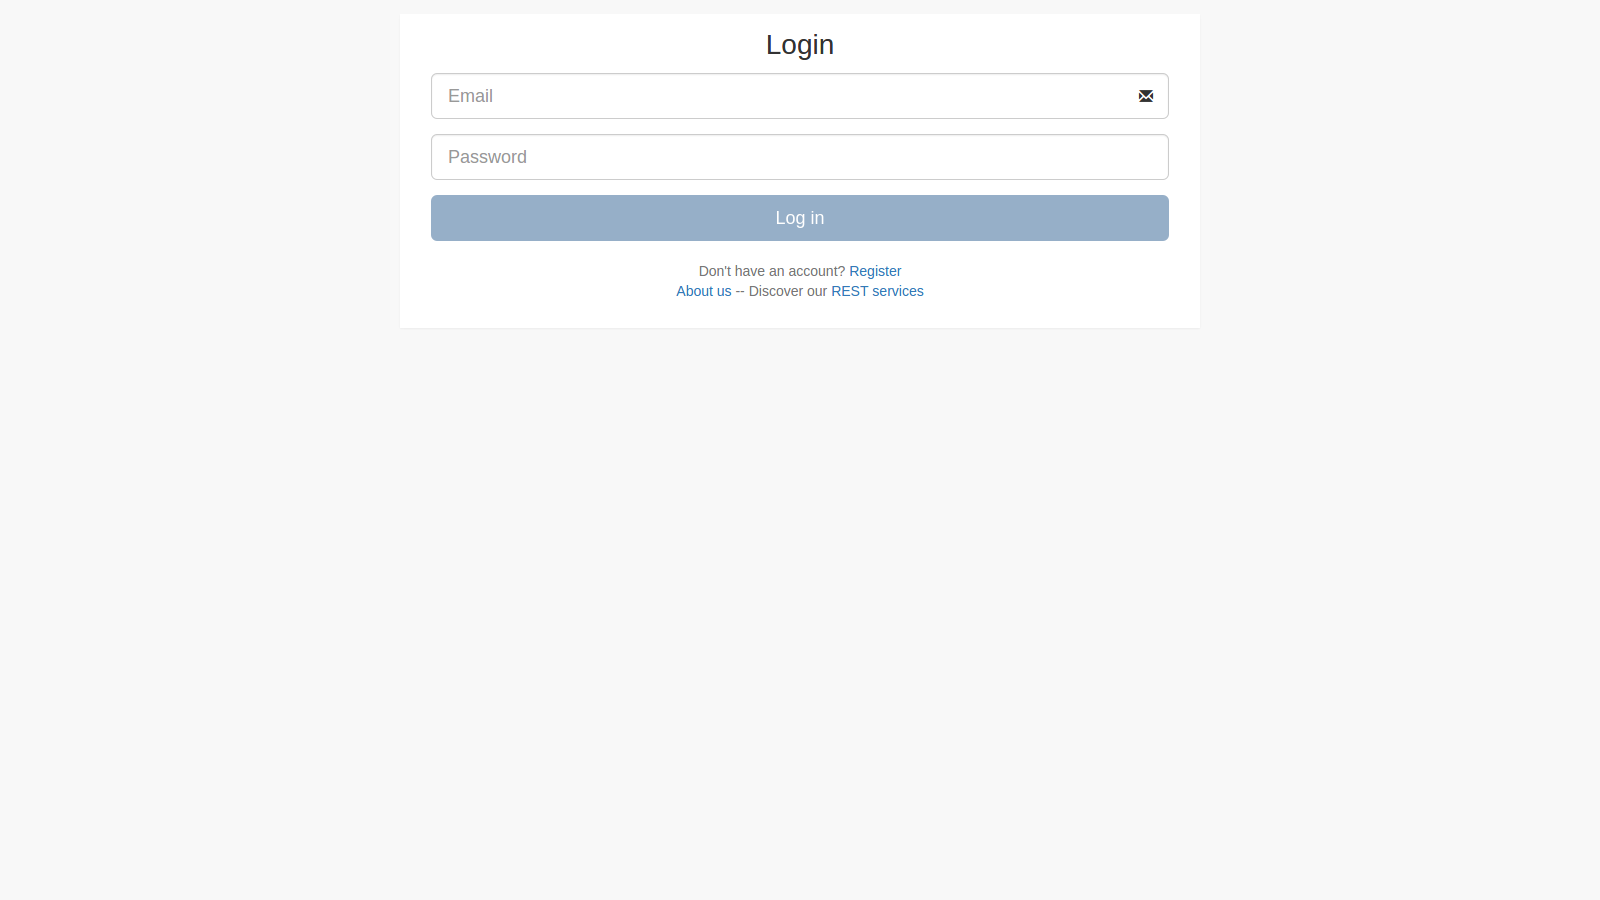 Login
Email
Password
Log in
Don't have an account? Register
About us -- Discover our REST services